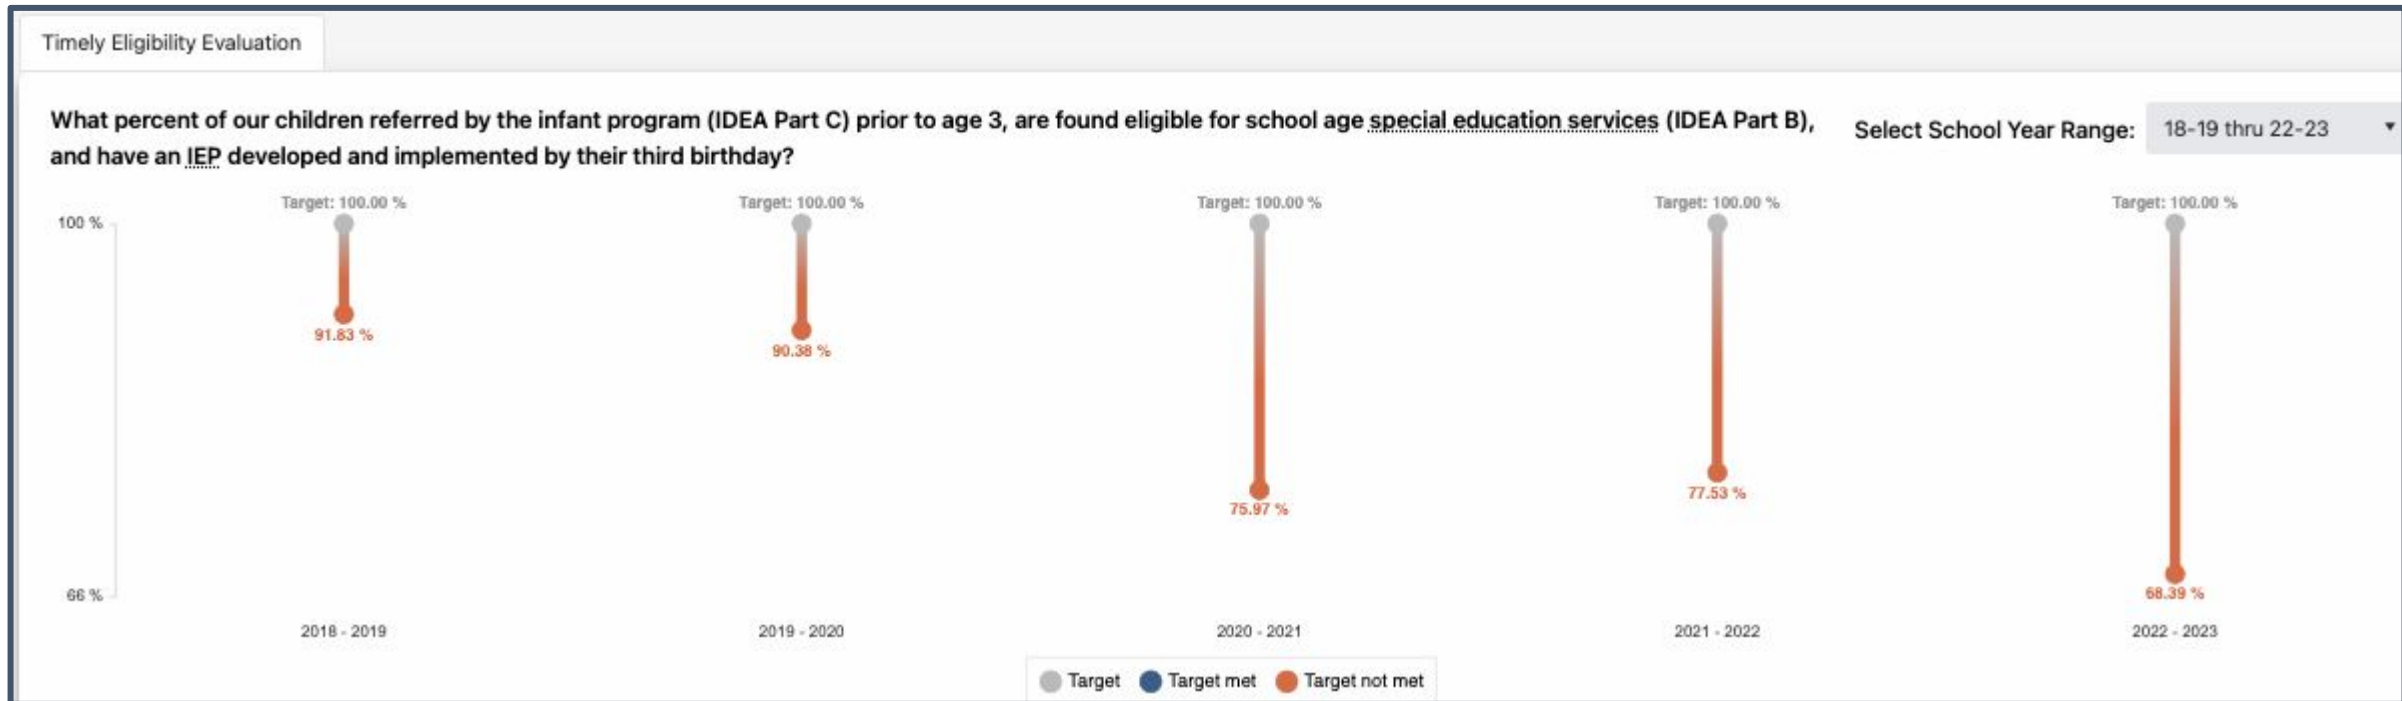 Timely Eligibility Evaluation
What percent of our children referred by the infant program (IDEA Part C) prior to age 3, are found eligible for school age special education services (IDEA Part B),
and have an IEP developed and implemented by their third birthday?
Select School Year Range: 18-19 thru 22-23
Target: 100.00 % Target: 100.00 % Target: 100.00 % Target: 100.00 % Target: 100.00 %
100 %
91.83 %
90.38 %
77.53 %
75.97 %
68.39 %
66 %
2018 - 2019 2019 - 2020 2020 - 2021 2021 - 2022 2022 - 2023
Target Target met Target not met